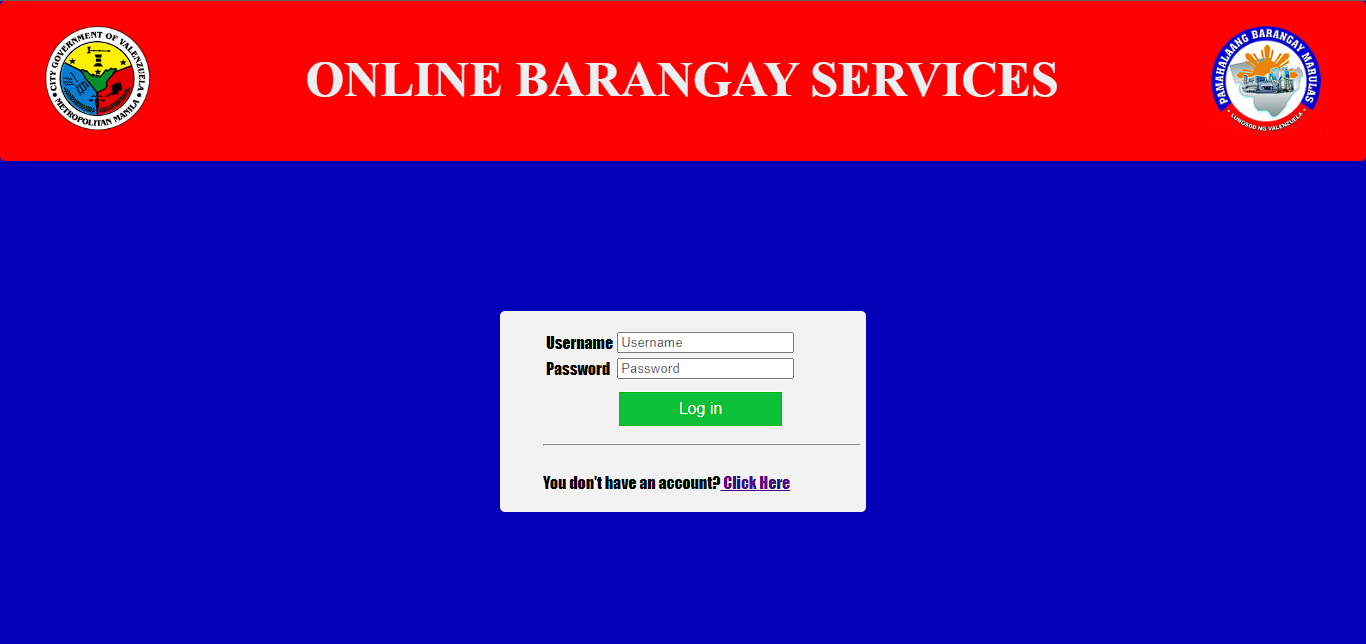 CITY GOVERNMENT OF VALENZUELA
METROPOLITAN MANILA
ONLINE BARANGAY SERVICES
PAMAHALAANG BARANGAY MARULAS
LUNGSOD NG VALENZUELA
Username Username
Password Password
Log in
You don't have an account? Click Here